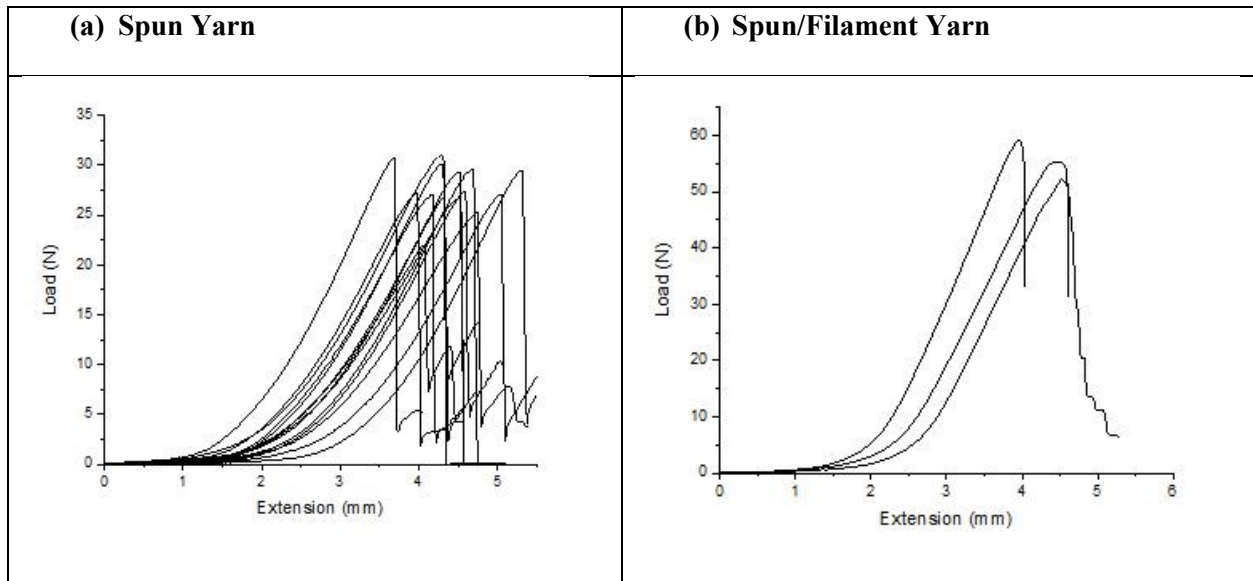 (a) Spun Yarn
(b) Spun/Filament Yarn
35
30
25
20
15
10
5
0
Load (N)
0 1 2 3 4 5
Extension (mm)
60
50
40
30
20
10
0
Load (N)
0 1 2 3 4 5 6
Extension (mm)